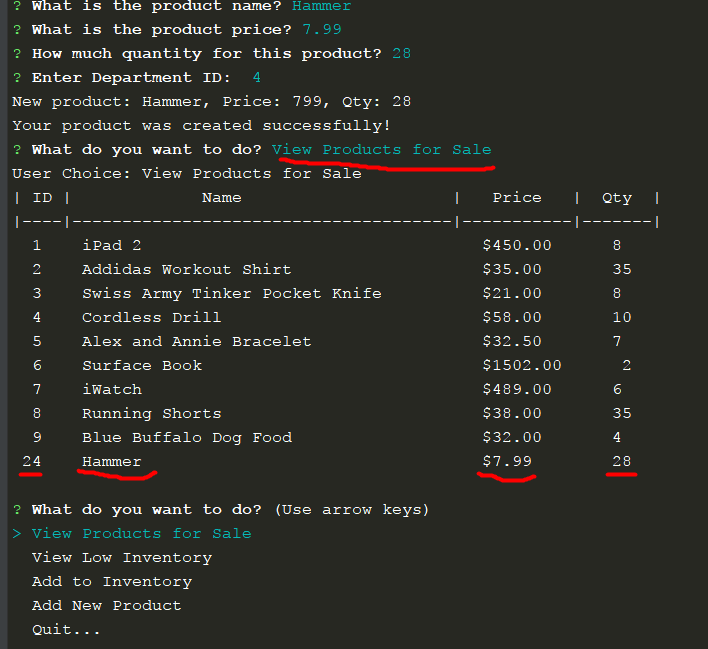 ? What is the product name? Hammer
? What is the product price? 7.99
? How much quantity for this product? 28
? Enter Department ID:  4
New product: Hammer, Price: 799, Qty: 28
Your product was created successfully!
? What do you want to do? View Products for Sale
User Choice: View Products for Sale
| ID | Name | Price | Qty |
|----|--------------------------------------|-----------|-------|
1 iPad 2 $450.00 8
2 Addidas Workout Shirt $35.00 35
3 Swiss Army Tinker Pocket Knife $21.00 8
4 Cordless Drill $58.00 10
5 Alex and Annie Bracelet $32.50 7
6 Surface Book $1502.00 2
7 iWatch $489.00 6
8 Running Shorts $38.00 35
9 Blue Buffalo Dog Food $32.00 4
24 Hammer $7.99 28
? What do you want to do? (Use arrow keys)
> View Products for Sale
View Low Inventory
Add to Inventory
Add New Product
Quit...